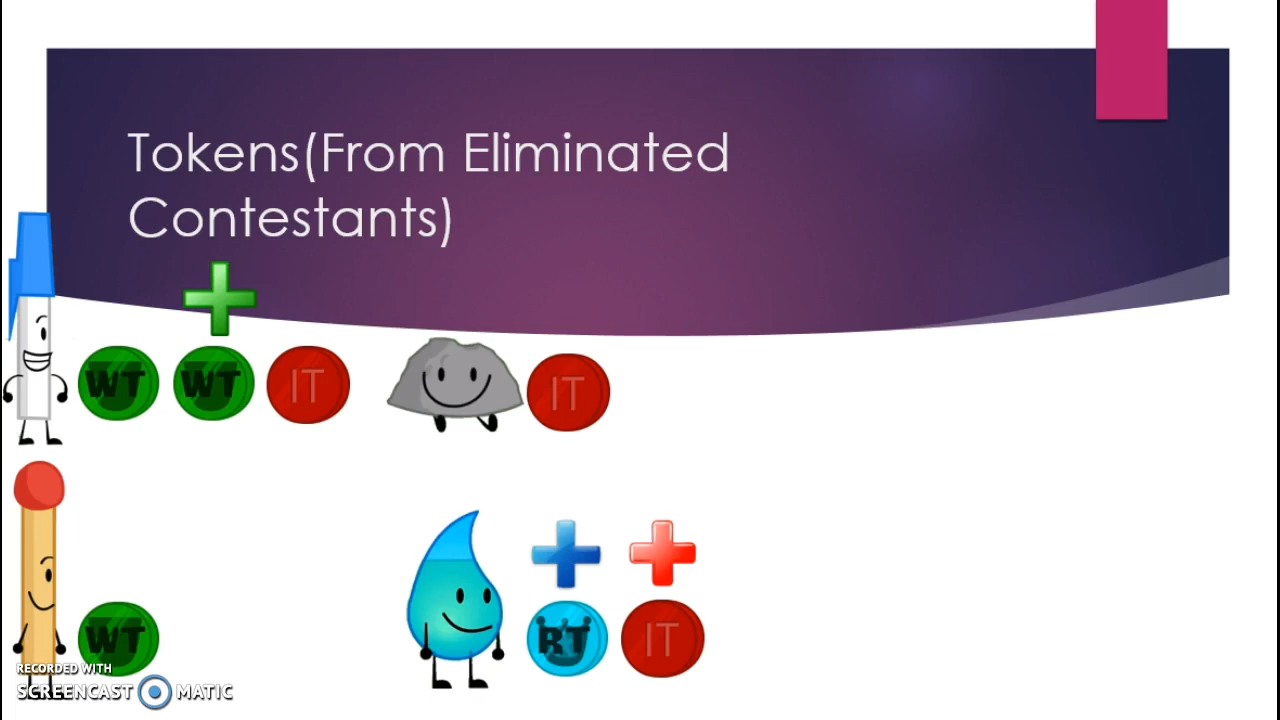 Tokens(From Eliminated
Contestants)
WT WT IT IT
WT RT IT
RECORDED WITH
SCREENCAST MATIC